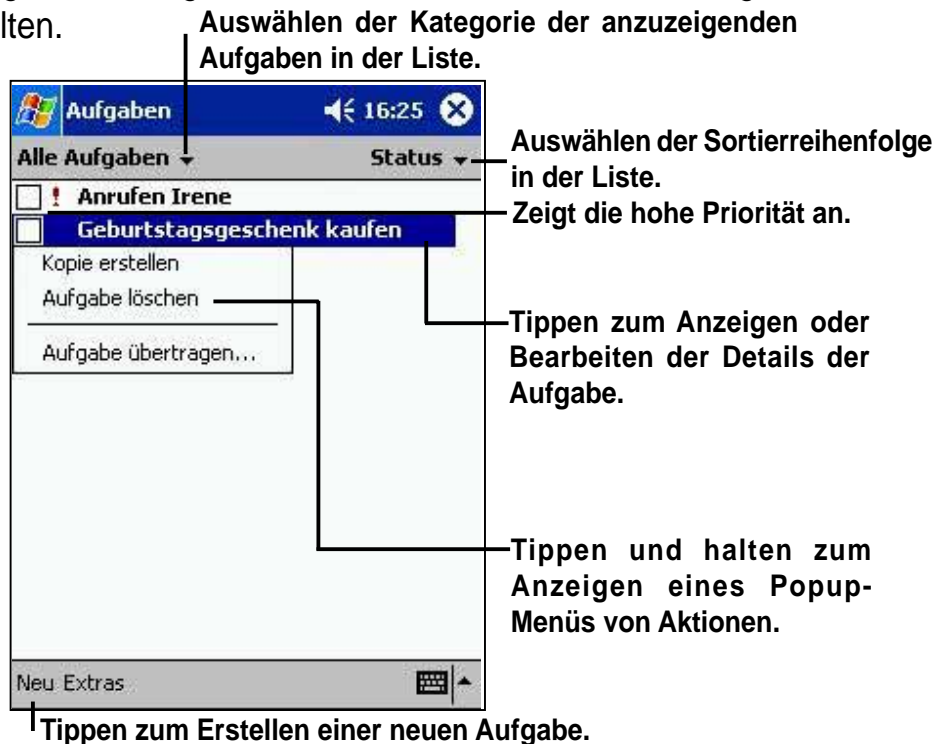 lten.
Auswählen der Kategorie der anzuzeigenden
Aufgaben in der Liste.
Aufgaben 16:25
Alle Aufgaben Status
Auswählen der Sortierreihenfolge
in der Liste.
! Anrufen Irene
Zeigt die hohe Priorität an.
Geburtstagsgeschenk kaufen
Kopie erstellen
Aufgabe löschen
Aufgabe übertragen...
Tippen zum Anzeigen oder
Bearbeiten der Details der
Aufgabe.
Tippen und halten zum
Anzeigen eines Popup-
Menüs von Aktionen.
Neu Extras
Tippen zum Erstellen einer neuen Aufgabe.